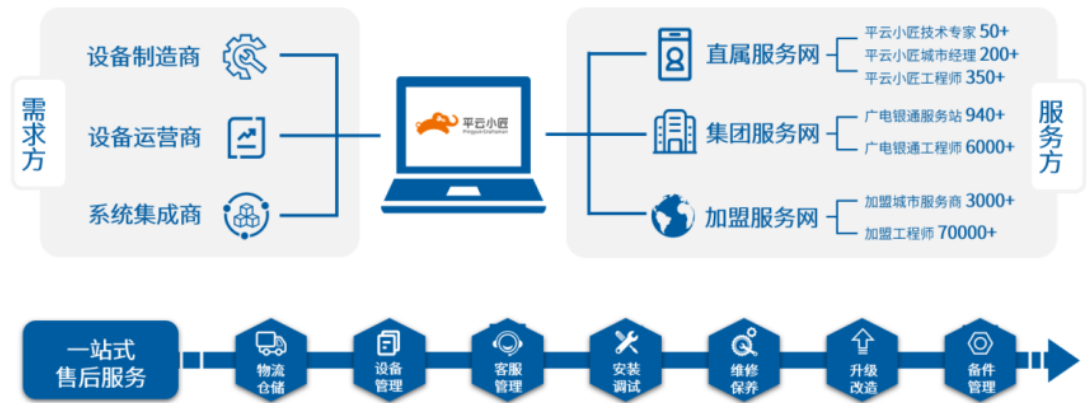 需求方
设备制造商
设备运营商
系统集成商
平云小匠
直属服务网
平云小匠技术专家 50+
平云小匠城市经理 200+
平云小匠工程师 350+
集团服务网
广电银通服务站 940+
广电银通工程师 6000+
加盟服务网
加盟城市服务商 3000+
加盟工程师 70000+
服务方
一站式
售后服务
物流
仓储
设备
管理
客服
管理
安装
调试
维修
保养
升级
改造
备件
管理